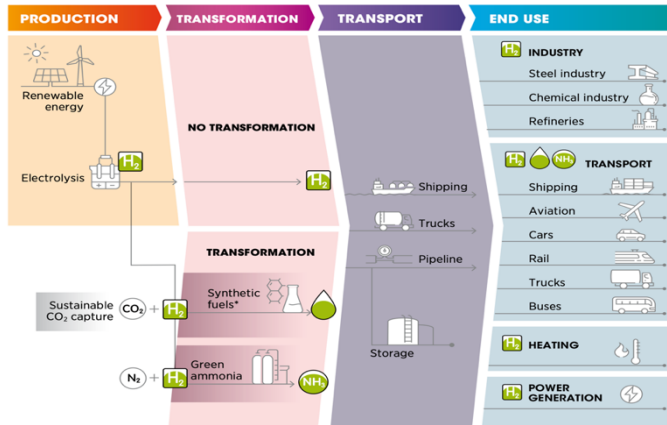 PRODUCTION
TRANSFORMATION
TRANSPORT
END USE
Renewable
energy
H₂
Electrolysis
NO TRANSFORMATION
H₂
TRANSFORMATION
Sustainable
CO₂ capture
CO₂ + H₂
Synthetic
fuels*
N₂ + H₂
Green
ammonia
NH₃
Shipping
Trucks
Pipeline
Storage
H₂ INDUSTRY
Steel industry
Chemical industry
Refineries
H₂ NH₃ TRANSPORT
Shipping
Aviation
Cars
Rail
Trucks
Buses
H₂ HEATING
H₂ POWER
GENERATION